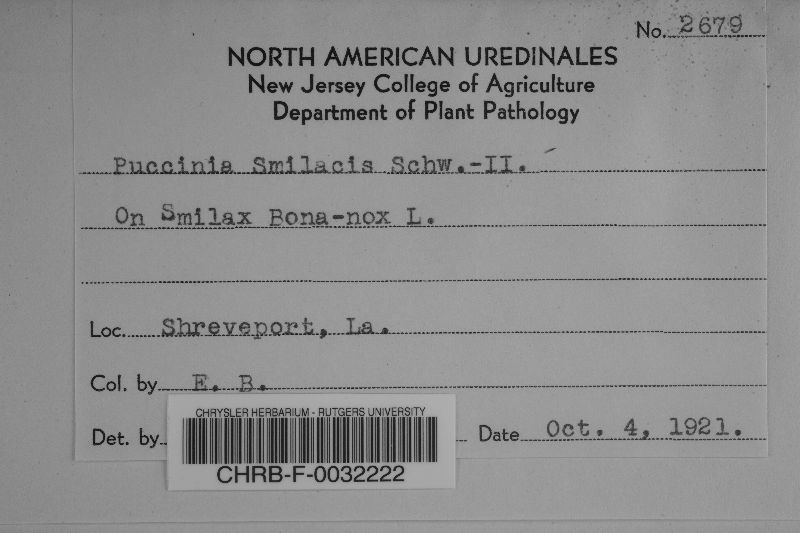 No. 2679
NORTH AMERICAN UREDINALES
New Jersey College of Agriculture
Department of Plant Pathology
Puccinia Smilacis Schw.-II.
On Smilax Bona-nox L.
Loc. Shreveport, La.
Col. by E. B.
Det. by
Date Oct. 4, 1921.
CHRYSLER HERBARIUM - RUTGERS UNIVERSITY
CHRB-F-0032222